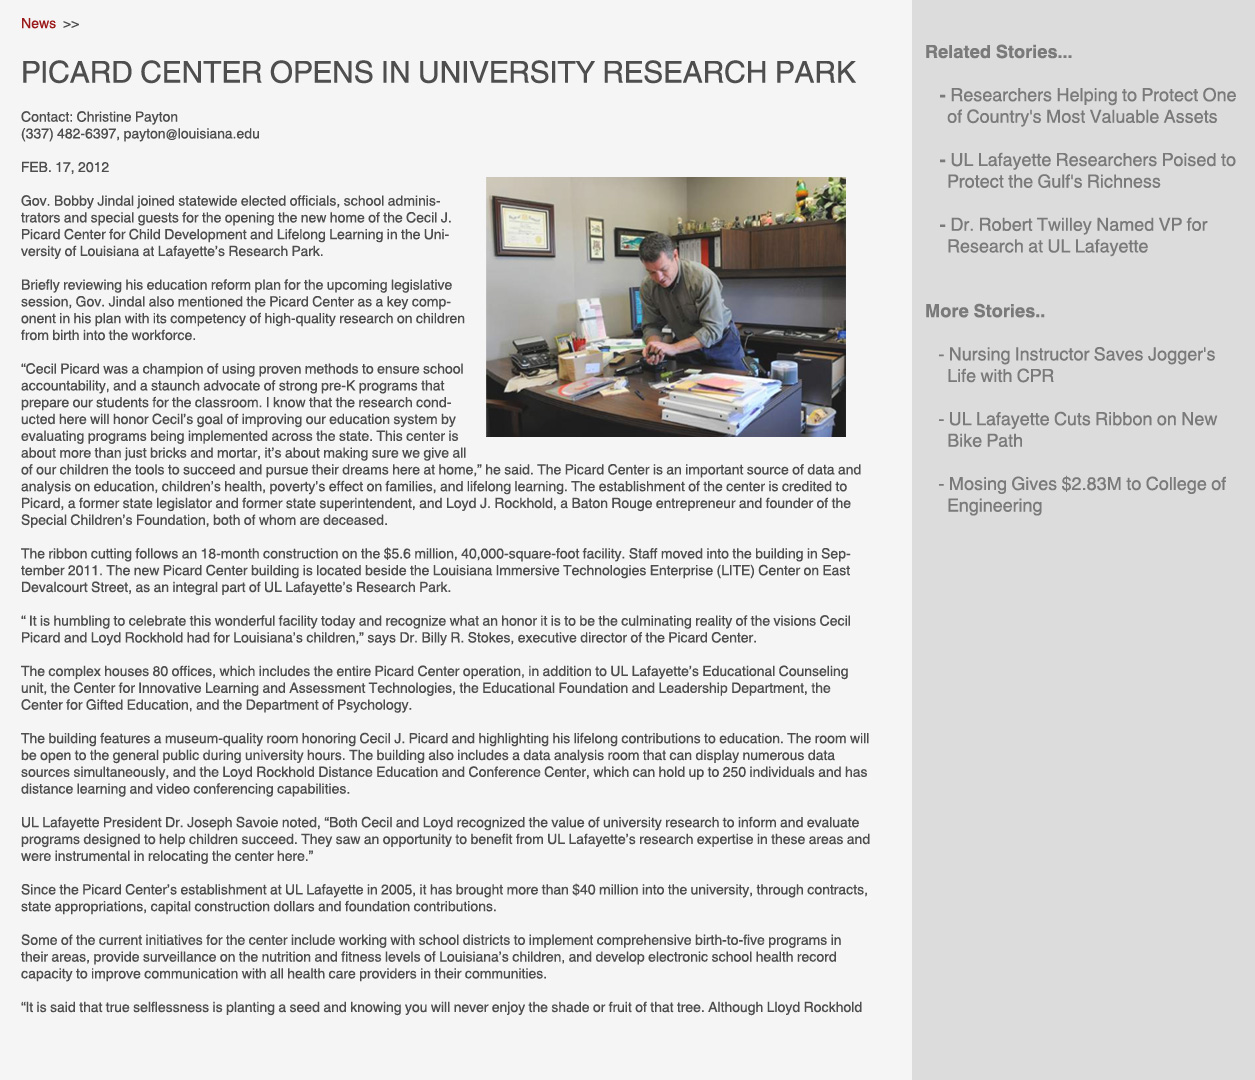 News >>
PICARD CENTER OPENS IN UNIVERSITY RESEARCH PARK
Contact: Christine Payton
(337) 482-6397, payton@louisiana.edu
FEB. 17, 2012
Gov. Bobby Jindal joined statewide elected officials, school adminis-
trators and special guests for the opening the new home of the Cecil J.
Picard Center for Child Development and Lifelong Learning in the Uni-
versity of Louisiana at Lafayette’s Research Park.
Briefly reviewing his education reform plan for the upcoming legislative
session, Gov. Jindal also mentioned the Picard Center as a key comp-
onent in his plan with its competency of high-quality research on children
from birth into the workforce.
“Cecil Picard was a champion of using proven methods to ensure school
accountability, and a staunch advocate of strong pre-K programs that
prepare our students for the classroom. I know that the research cond-
ucted here will honor Cecil’s goal of improving our education system by
evaluating programs being implemented across the state. This center is
about more than just bricks and mortar, it’s about making sure we give all
of our children the tools to succeed and pursue their dreams here at home,” he said. The Picard Center is an important source of data and
analysis on education, children’s health, poverty’s effect on families, and lifelong learning. The establishment of the center is credited to
Picard, a former state legislator and former state superintendent, and Loyd J. Rockhold, a Baton Rouge entrepreneur and founder of the
Special Children’s Foundation, both of whom are deceased.
The ribbon cutting follows an 18-month construction on the $5.6 million, 40,000-square-foot facility. Staff moved into the building in Sep-
tember 2011. The new Picard Center building is located beside the Louisiana Immersive Technologies Enterprise (LITE) Center on East
Devalcourt Street, as an integral part of UL Lafayette’s Research Park.
“ It is humbling to celebrate this wonderful facility today and recognize what an honor it is to be the culminating reality of the visions Cecil
Picard and Loyd Rockhold had for Louisiana’s children,” says Dr. Billy R. Stokes, executive director of the Picard Center.
The complex houses 80 offices, which includes the entire Picard Center operation, in addition to UL Lafayette’s Educational Counseling
unit, the Center for Innovative Learning and Assessment Technologies, the Educational Foundation and Leadership Department, the
Center for Gifted Education, and the Department of Psychology.
The building features a museum-quality room honoring Cecil J. Picard and highlighting his lifelong contributions to education. The room will
be open to the general public during university hours. The building also includes a data analysis room that can display numerous data
sources simultaneously, and the Loyd Rockhold Distance Education and Conference Center, which can hold up to 250 individuals and has
distance learning and video conferencing capabilities.
UL Lafayette President Dr. Joseph Savoie noted, “Both Cecil and Loyd recognized the value of university research to inform and evaluate
programs designed to help children succeed. They saw an opportunity to benefit from UL Lafayette’s research expertise in these areas and
were instrumental in relocating the center here.”
Since the Picard Center’s establishment at UL Lafayette in 2005, it has brought more than $40 million into the university, through contracts,
state appropriations, capital construction dollars and foundation contributions.
Some of the current initiatives for the center include working with school districts to implement comprehensive birth-to-five programs in
their areas, provide surveillance on the nutrition and fitness levels of Louisiana’s children, and develop electronic school health record
capacity to improve communication with all health care providers in their communities.
“It is said that true selflessness is planting a seed and knowing you will never enjoy the shade or fruit of that tree. Although Lloyd Rockhold
Related Stories...
- Researchers Helping to Protect One
of Country's Most Valuable Assets
- UL Lafayette Researchers Poised to
Protect the Gulf's Richness
- Dr. Robert Twilley Named VP for
Research at UL Lafayette
More Stories..
- Nursing Instructor Saves Jogger's
Life with CPR
- UL Lafayette Cuts Ribbon on New
Bike Path
- Mosing Gives $2.83M to College of
Engineering